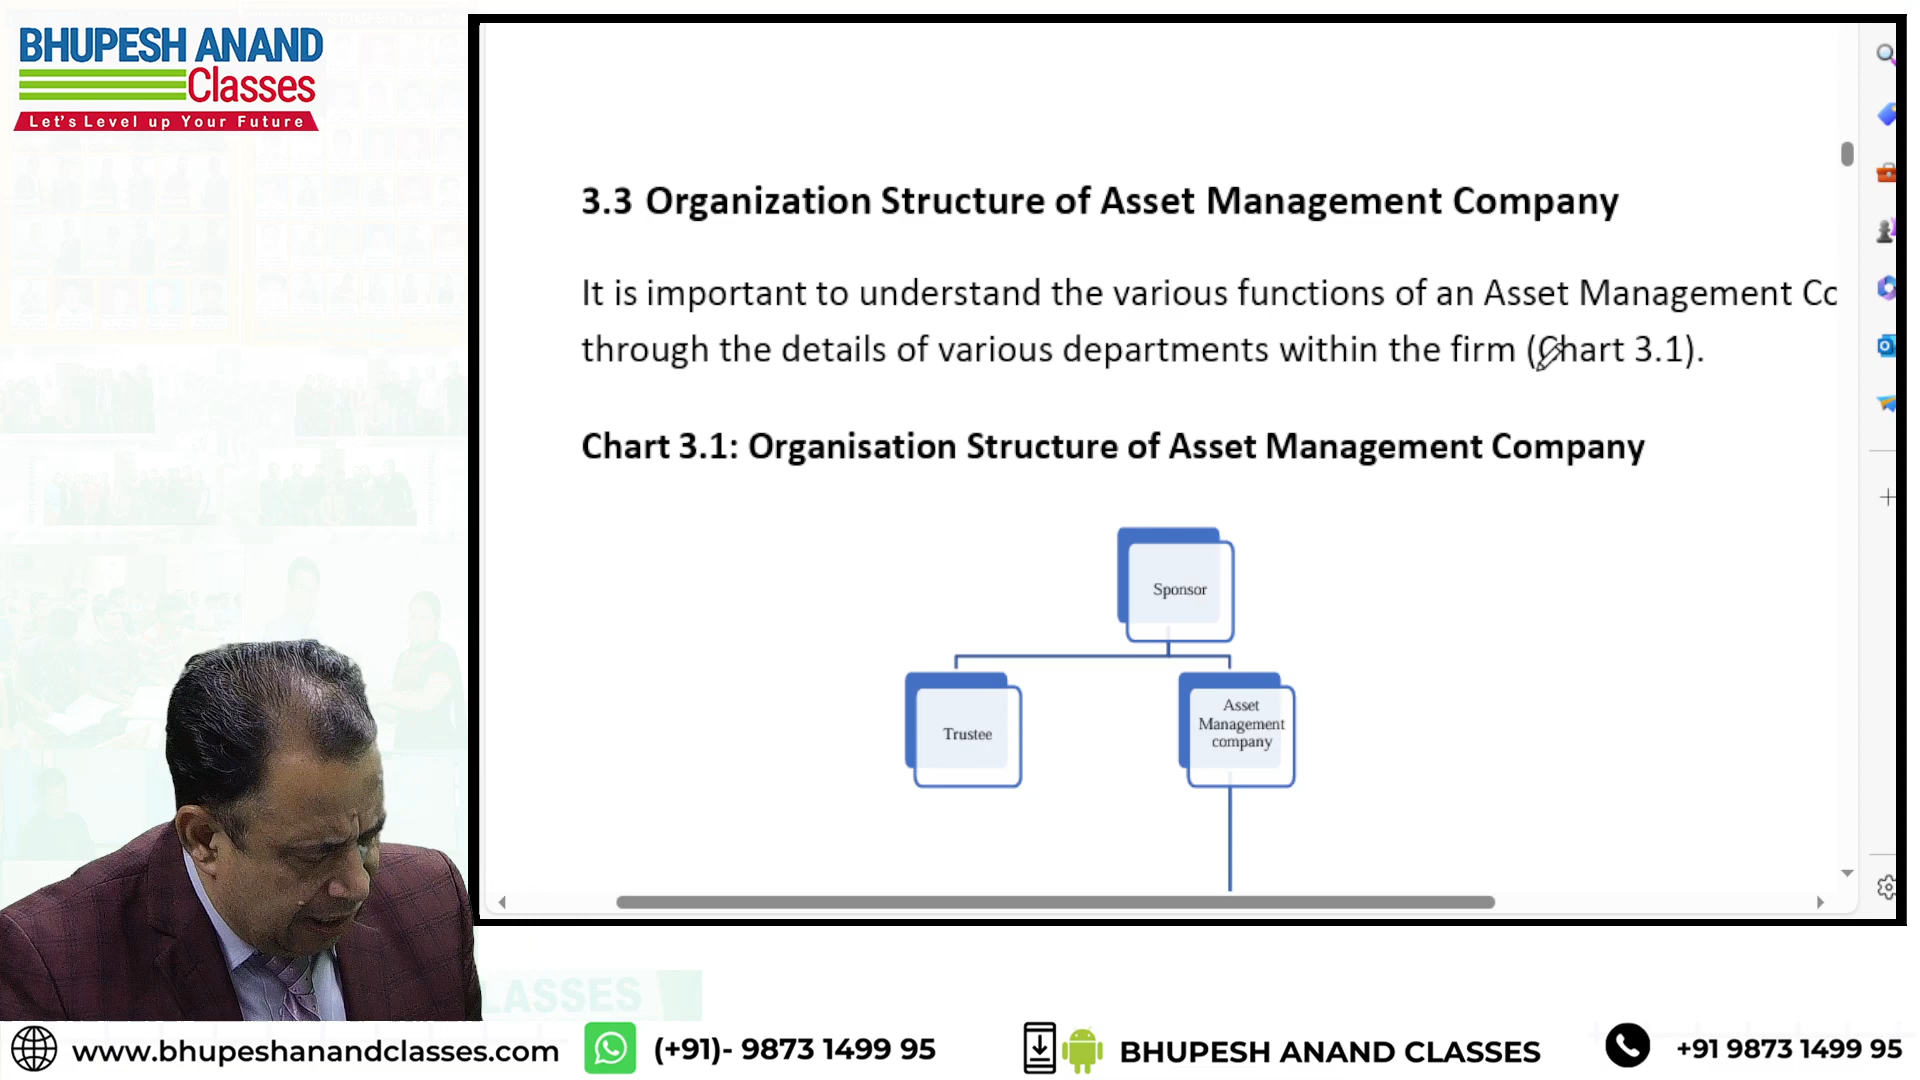 BHUPESH ANAND
Classes
Let's Level up Your Future
3.3 Organization Structure of Asset Management Company
It is important to understand the various functions of an Asset Management Co
through the details of various departments within the firm (Chart 3.1).
Chart 3.1: Organisation Structure of Asset Management Company
Sponsor
Trustee
Asset
Management
company
LASSES
www.bhupeshanandclasses.com
(+91)- 9873 1499 95
BHUPESH ANAND CLASSES
+91 9873 1499 95